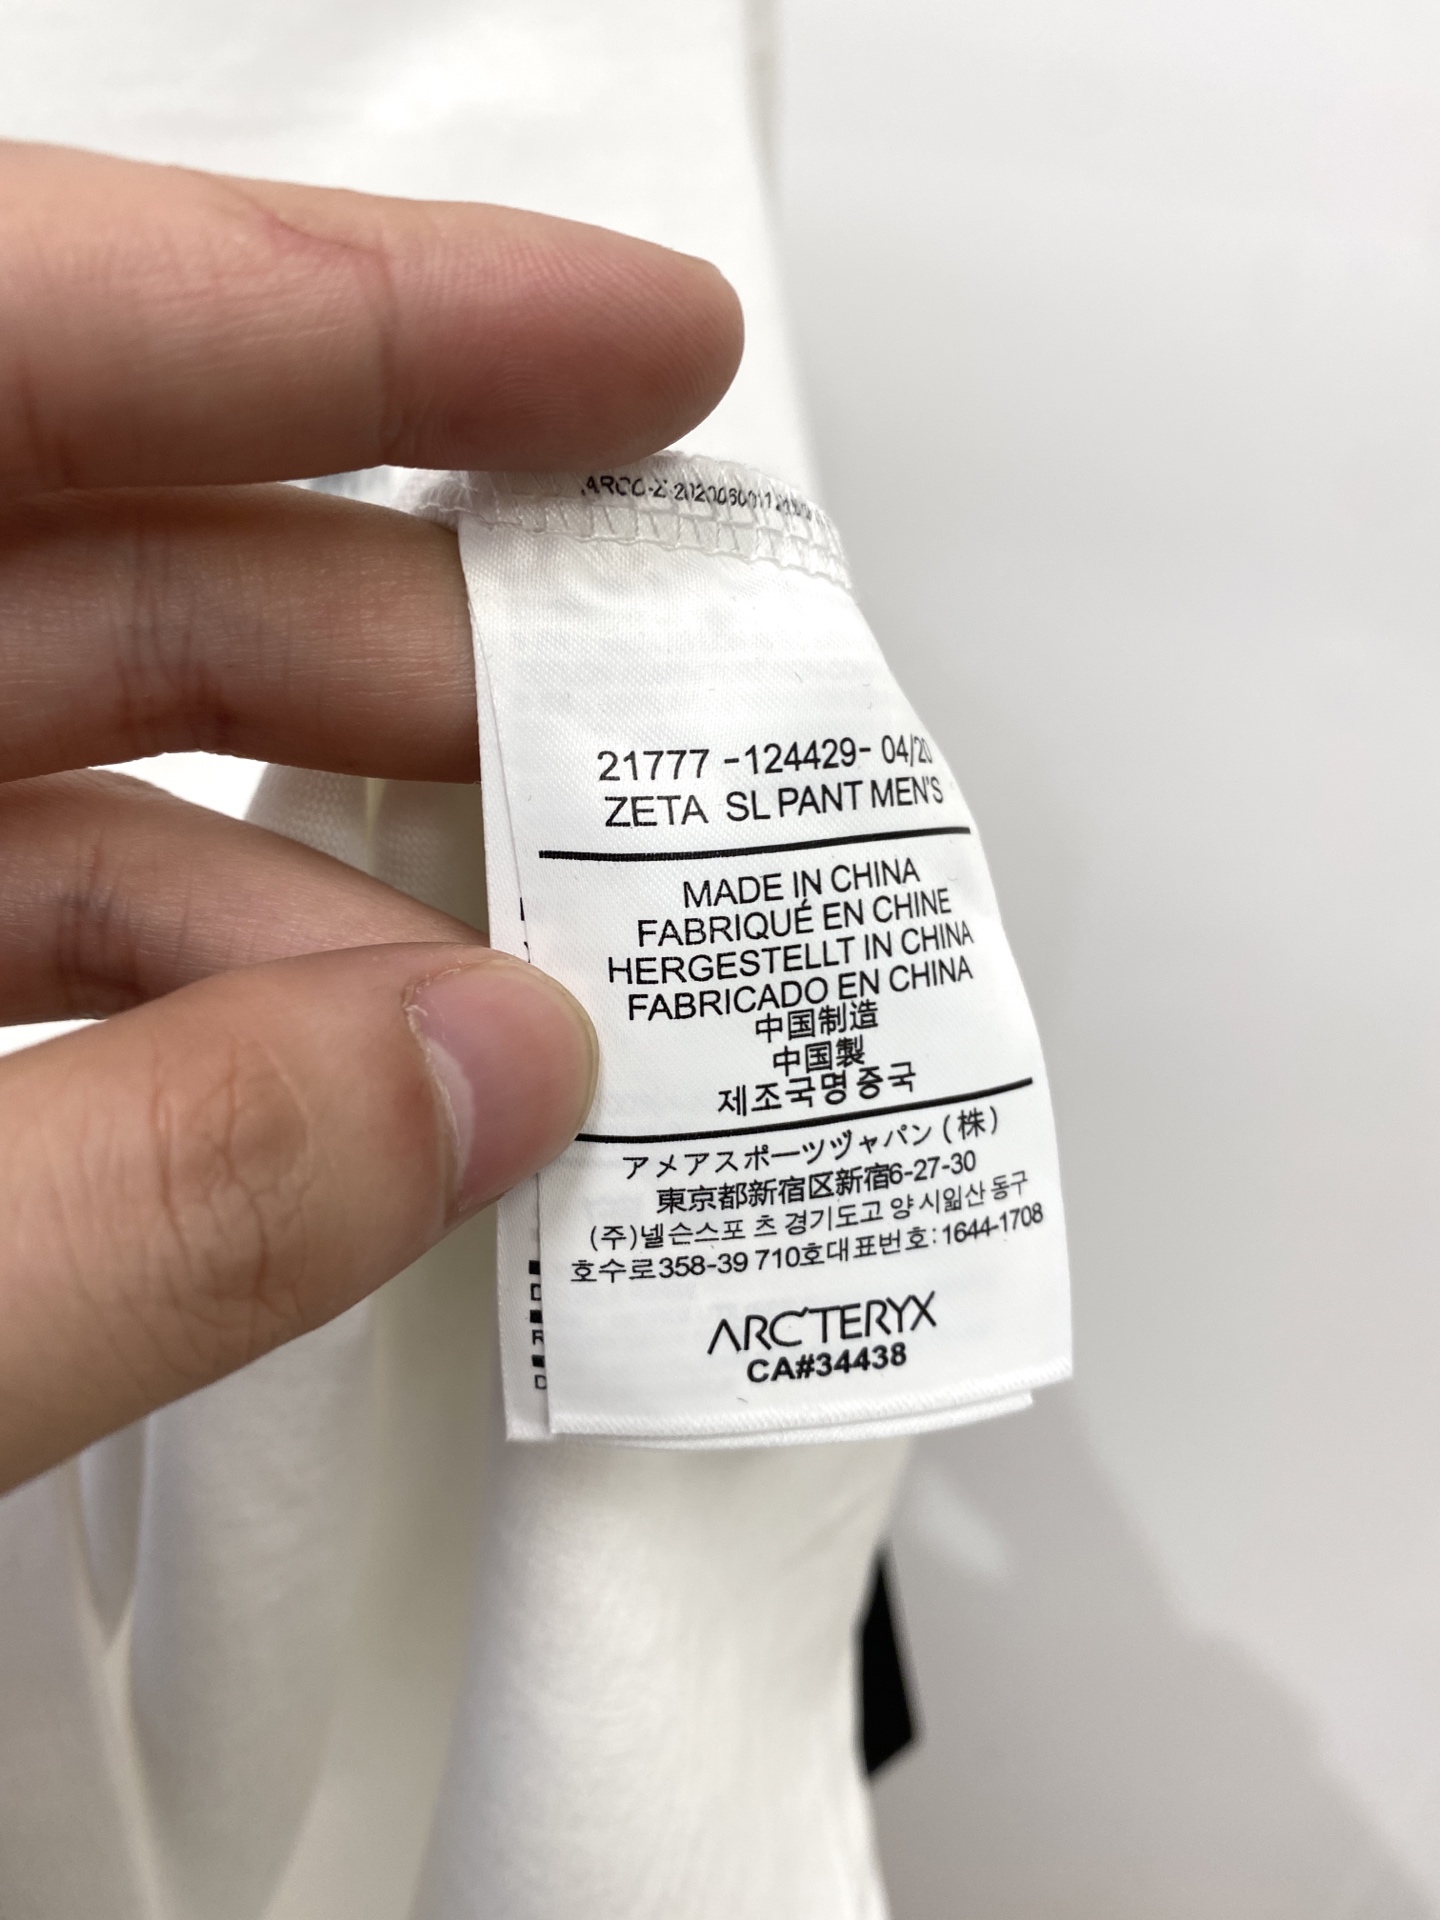 21777 -124429- 04/20
ZETA SL PANT MEN'S
MADE IN CHINA
FABRIQUÉ EN CHINE
HERGESTELLT IN CHINA
FABRICADO EN CHINA
中国制造
中国製
제조국명중국
アメアスポーツヅャパン(株)
東京都新宿区新宿6-27-30
(주)넬슨스포 츠 경기도고 양 시잂산 동구
호수로358-39 710호대표번호:1644-1708
ARC'TERYX
CA#34438